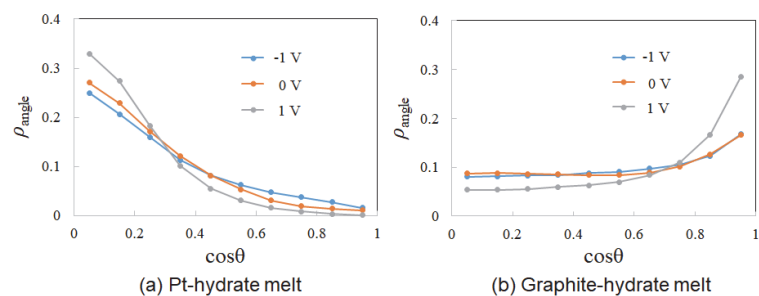 0.4
0.3
0.2
0.1
0
ρangle
-1 V
0 V
1 V
0 0.2 0.4 0.6 0.8 1
cosθ
(a) Pt-hydrate melt
0.4
0.3
0.2
0.1
0
ρangle
-1 V
0 V
1 V
0 0.2 0.4 0.6 0.8 1
cosθ
(b) Graphite-hydrate melt